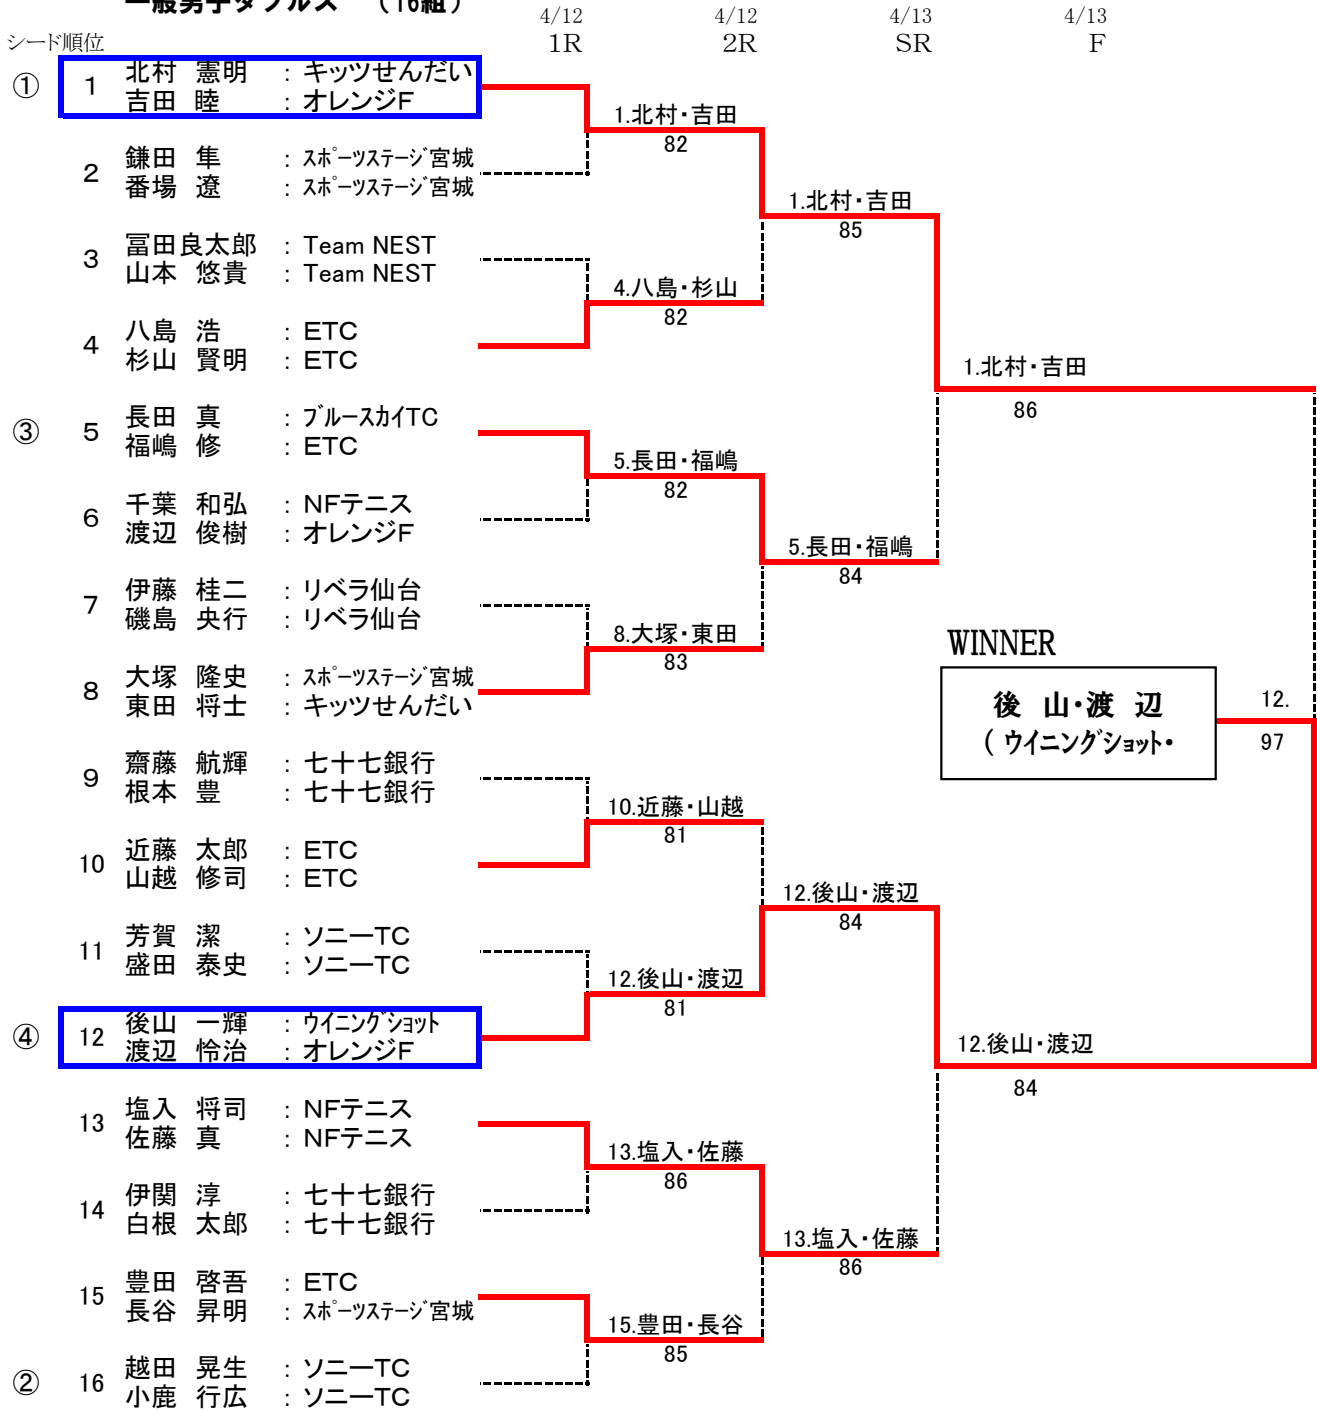 一般男子ダブルス （16組）
4/12 4/12 4/13 4/13
シード順位 1R 2R SR F
① 1 北村 憲明 : キッツせんだい
吉田 睦 : オレンジF
1.北村・吉田
82
2 鎌田 隼 : スポーツステージ宮城
番場 遼 : スポーツステージ宮城
1.北村・吉田
85
3 冨田良太郎 : Team NEST
山本 悠貴 : Team NEST
4.八島・杉山
82
4 八島 浩 : ETC
杉山 賢明 : ETC
1.北村・吉田
86
③ 5 長田 真 : ブルースカイTC
福嶋 修 : ETC
5.長田・福嶋
82
6 千葉 和弘 : NFテニス
渡辺 俊樹 : オレンジF
5.長田・福嶋
84
7 伊藤 桂二 : リベラ仙台
磯島 央行 : リベラ仙台
8.大塚・東田
83
WINNER
8 大塚 隆史 : スポーツステージ宮城
東田 将士 : キッツせんだい
後 山・渡 辺 12.
( ウイニングショット・ 97
9 齋藤 航輝 : 七十七銀行
根本 豊 : 七十七銀行
10.近藤・山越
81
10 近藤 太郎 : ETC
山越 修司 : ETC
12.後山・渡辺
84
11 芳賀 潔 : ソニーTC
盛田 泰史 : ソニーTC
12.後山・渡辺
81
④ 12 後山 一輝 : ウイニングショット
渡辺 怜治 : オレンジF
12.後山・渡辺
84
13 塩入 将司 : NFテニス
佐藤 真 : NFテニス
13.塩入・佐藤
86
14 伊関 淳 : 七十七銀行
白根 太郎 : 七十七銀行
13.塩入・佐藤
86
15 豊田 啓吾 : ETC
長谷 昇明 : スポーツステージ宮城
15.豊田・長谷
85
② 16 越田 晃生 : ソニーTC
小鹿 行広 : ソニーTC